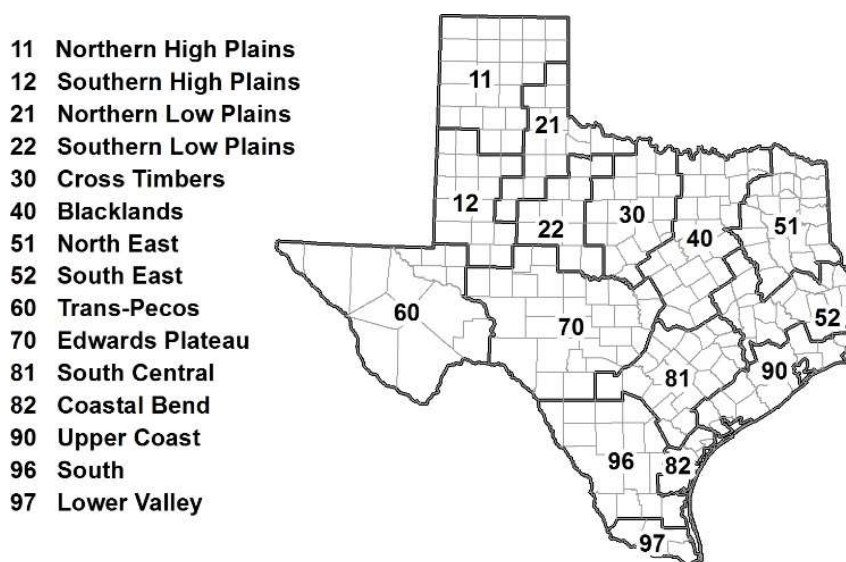 11 Northern High Plains
12 Southern High Plains
21 Northern Low Plains
22 Southern Low Plains
30 Cross Timbers
40 Blacklands
51 North East
52 South East
60 Trans-Pecos
70 Edwards Plateau
81 South Central
82 Coastal Bend
90 Upper Coast
96 South
97 Lower Valley
11
21
12
22
30
40
51
60
70
52
81
90
96
82
97